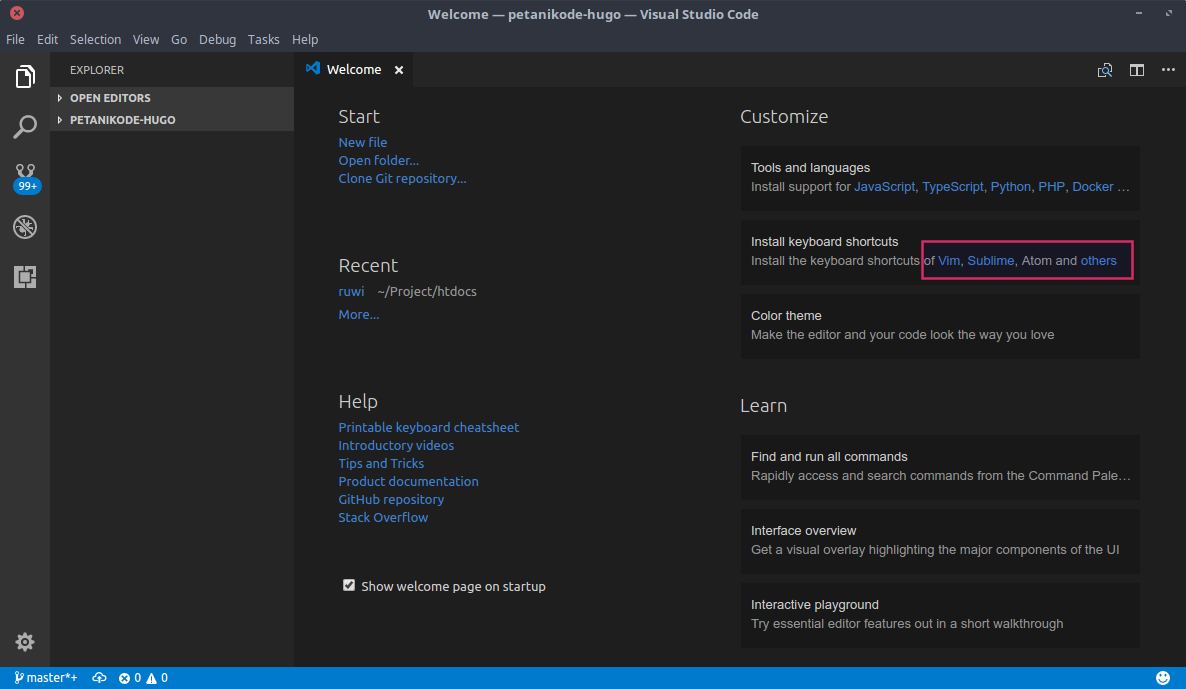 Welcome — petanikode-hugo — Visual Studio Code
File Edit Selection View Go Debug Tasks Help
EXPLORER
OPEN EDITORS
PETANIKODE-HUGO
99+
Welcome
Start
New file
Open folder...
Clone Git repository...
Recent
ruwi ~/Project/htdocs
More...
Help
Printable keyboard cheatsheet
Introductory videos
Tips and Tricks
Product documentation
GitHub repository
Stack Overflow
Show welcome page on startup
Customize
Tools and languages
Install support for JavaScript, TypeScript, Python, PHP, Docker …
Install keyboard shortcuts
Install the keyboard shortcuts of Vim, Sublime, Atom and others
Color theme
Make the editor and your code look the way you love
Learn
Find and run all commands
Rapidly access and search commands from the Command Pale…
Interface overview
Get a visual overlay highlighting the major components of the UI
Interactive playground
Try essential editor features out in a short walkthrough
master*+ 0 0